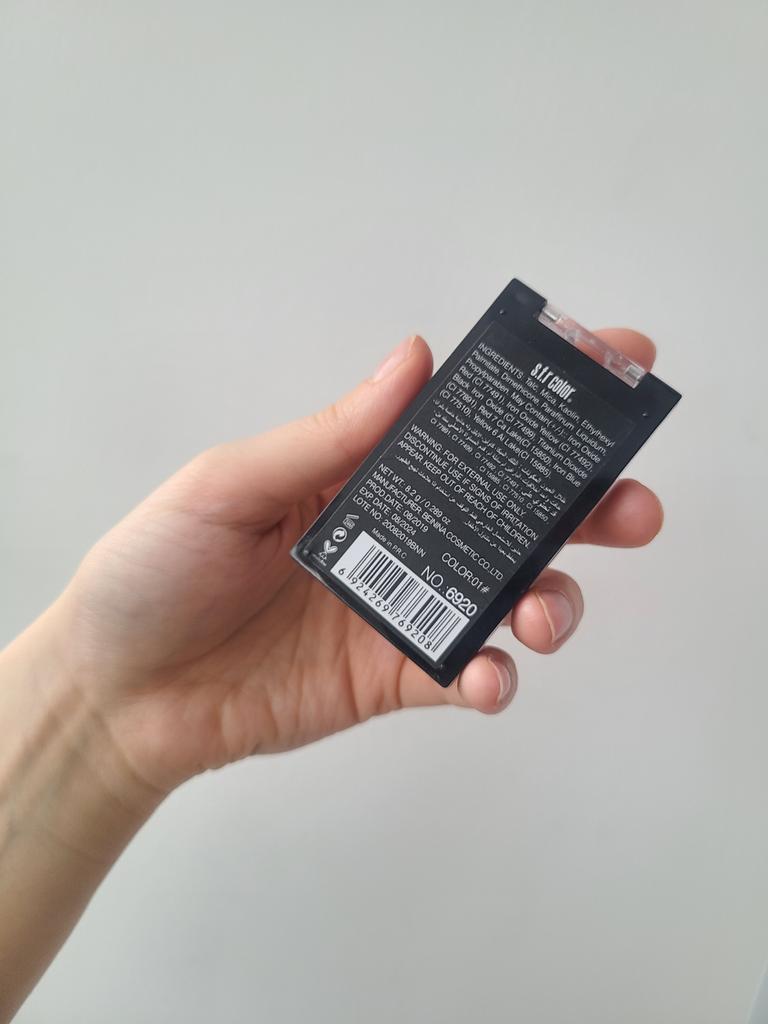 s.f.r color®
INGREDIENTS: Talc, Mica, Kaolin, Ethylhexyl
Palmitate, Dimethicone, Paraffinum Liquidum,
Propylparaben, May Contain(+/-): Iron Oxide
Red (CI 77491), Iron Oxide Yellow (CI 77492),
Black Iron Oxide (CI 77499), Titanium Dioxide
(CI 77891), Red 7 Ca Lake(CI 15850), Iron Blue
(CI 77510), Yellow 6 Al Lake(CI 15985)
WARNING: FOR EXTERNAL USE ONLY.
DISCONTINUE USE IF SIGNS OF IRRITATION
APPEAR. KEEP OUT OF REACH OF CHILDREN.
NET WT: 8.2 g / 0.289 oz
MANUFACTURER: BEININA COSMETIC CO.LTD.
PROD.DATE: 08/2019
EXP DATE: 08/2024
COLOR:01#
LOTE NO.: 20082019BNN
Made in P.R.C
NO.:6920
6 924269 769208